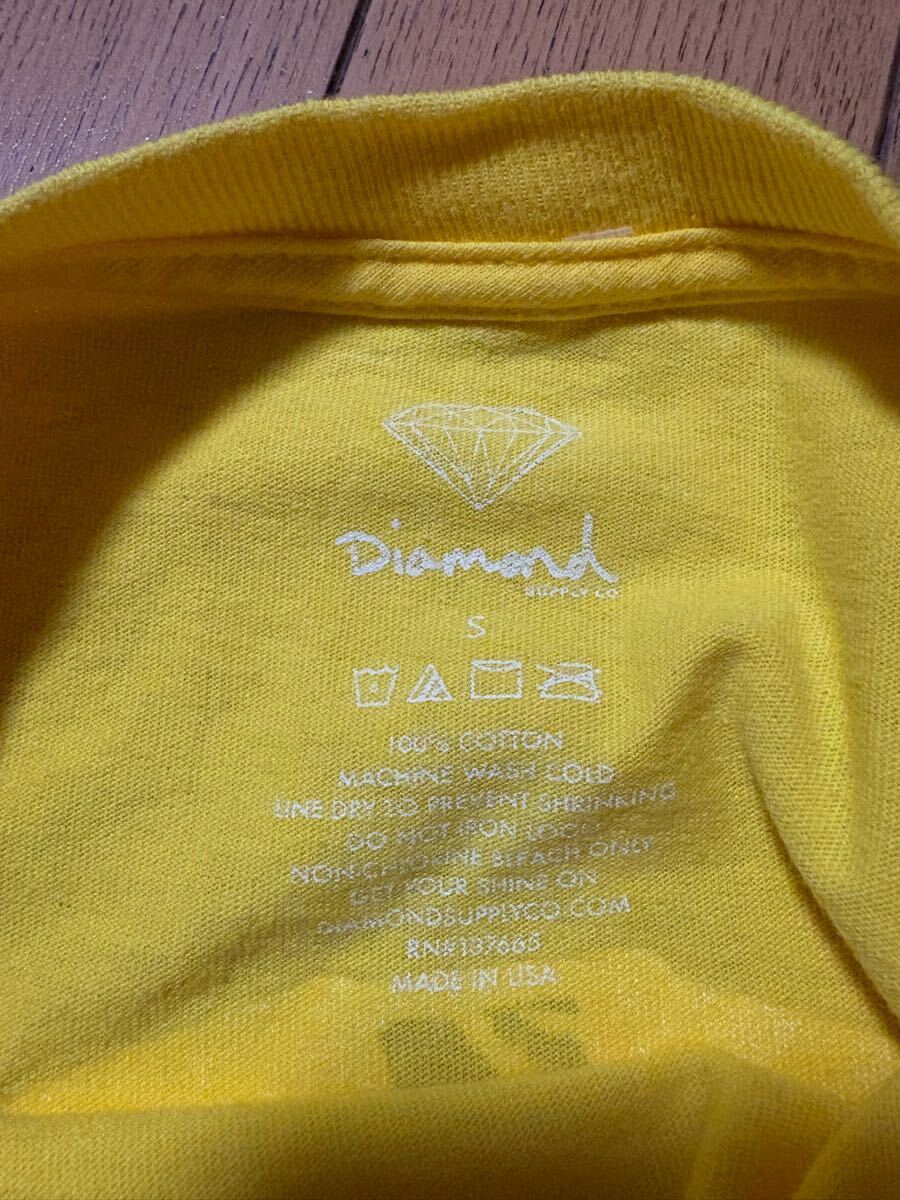 Diamond
SUPPLY CO
S
100% COTTON
MACHINE WASH COLD
LINE DRY TO PREVENT SHRINKING
DO NOT IRON LOGO
NON-CHLORINE BLEACH ONLY
GET YOUR SHINE ON
DIAMONDSUPPLYCO.COM
RN#137665
MADE IN USA